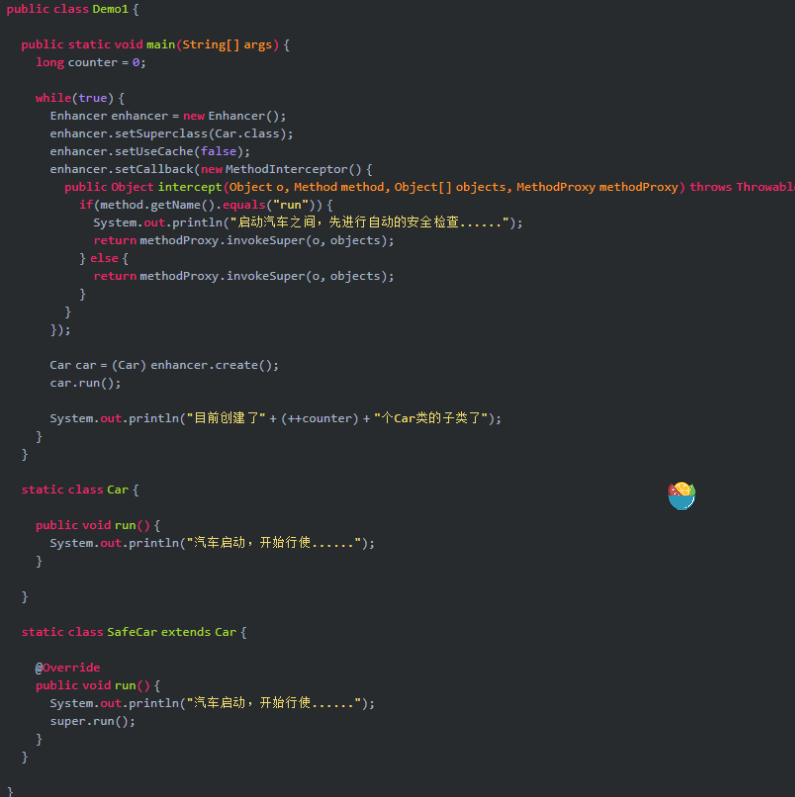 public class Demo1 {
public static void main(String[] args) {
long counter = 0;
while(true) {
Enhancer enhancer = new Enhancer();
enhancer.setSuperclass(Car.class);
enhancer.setUseCache(false);
enhancer.setCallback(new MethodInterceptor() {
public Object intercept(Object o, Method method, Object[] objects, MethodProxy methodProxy) throws Throwabl
if(method.getName().equals("run")) {
System.out.println("启动汽车之间，先进行自动的安全检查......");
return methodProxy.invokeSuper(o, objects);
} else {
return methodProxy.invokeSuper(o, objects);
}
}
});
Car car = (Car) enhancer.create();
car.run();
System.out.println("目前创建了" + (++counter) + "个Car类的子类了");
}
}
static class Car {
public void run() {
System.out.println("汽车启动，开始行使......");
}
}
static class SafeCar extends Car {
@Override
public void run() {
System.out.println("汽车启动，开始行使......");
super.run();
}
}
}